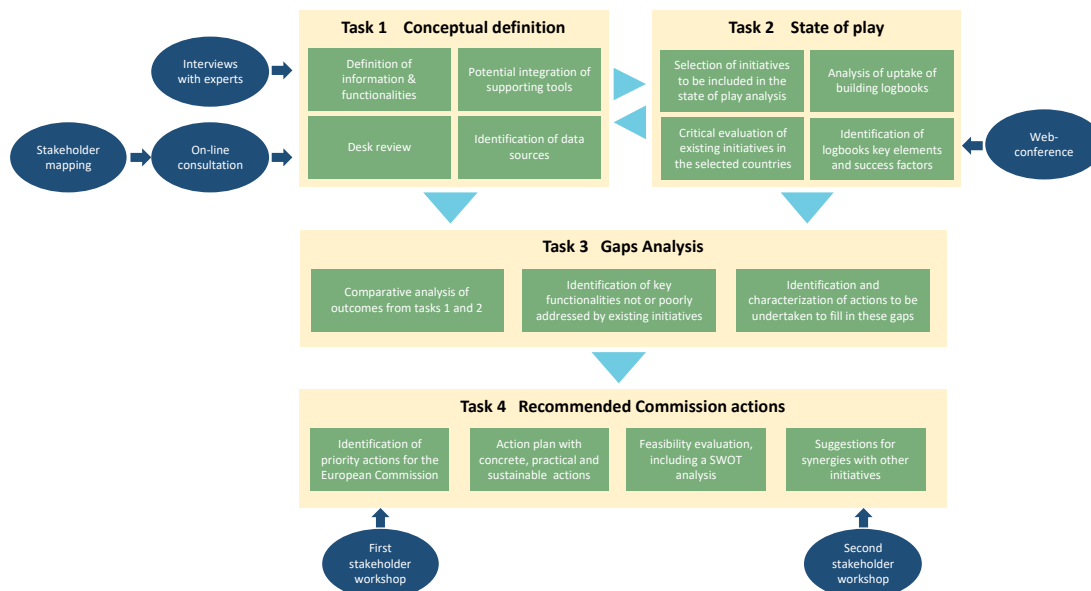 Task 1 Conceptual definition
Definition of
information &
functionalities
Potential integration of
supporting tools
Desk review
Identification of data
sources
Interviews
with experts
Stakeholder
mapping
On-line
consultation
Task 2 State of play
Selection of initiatives
to be included in the
state of play analysis
Analysis of uptake of
building logbooks
Critical evaluation of
existing initiatives in
the selected countries
Identification of
logbooks key elements
and success factors
Web-
conference
Task 3 Gaps Analysis
Comparative analysis of
outcomes from tasks 1 and 2
Identification of key
functionalities not or poorly
addressed by existing initiatives
Identification and
characterization of actions to be
undertaken to fill in these gaps
Task 4 Recommended Commission actions
Identification of
priority actions for the
European Commission
Action plan with
concrete, practical and
sustainable actions
Feasibility evaluation,
including a SWOT
analysis
Suggestions for
synergies with other
initiatives
First
stakeholder
workshop
Second
stakeholder
workshop